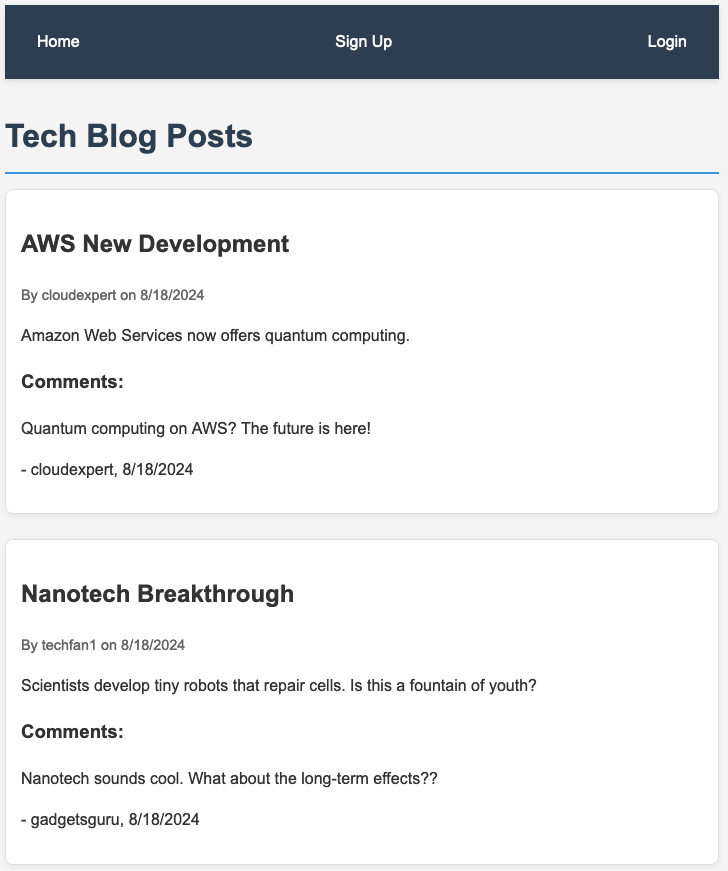 Home Sign Up Login
Tech Blog Posts
AWS New Development
By cloudexpert on 8/18/2024
Amazon Web Services now offers quantum computing.
Comments:
Quantum computing on AWS? The future is here!
- cloudexpert, 8/18/2024
Nanotech Breakthrough
By techfan1 on 8/18/2024
Scientists develop tiny robots that repair cells. Is this a fountain of youth?
Comments:
Nanotech sounds cool. What about the long-term effects??
- gadgetsguru, 8/18/2024